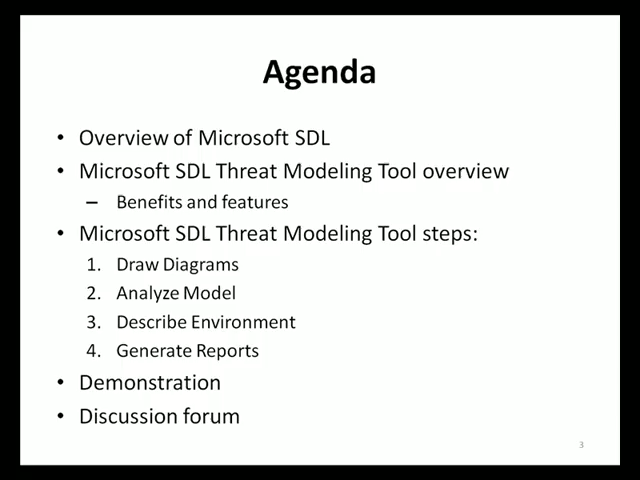 Agenda
• Overview of Microsoft SDL
• Microsoft SDL Threat Modeling Tool overview
– Benefits and features
• Microsoft SDL Threat Modeling Tool steps:
1. Draw Diagrams
2. Analyze Model
3. Describe Environment
4. Generate Reports
• Demonstration
• Discussion forum
3